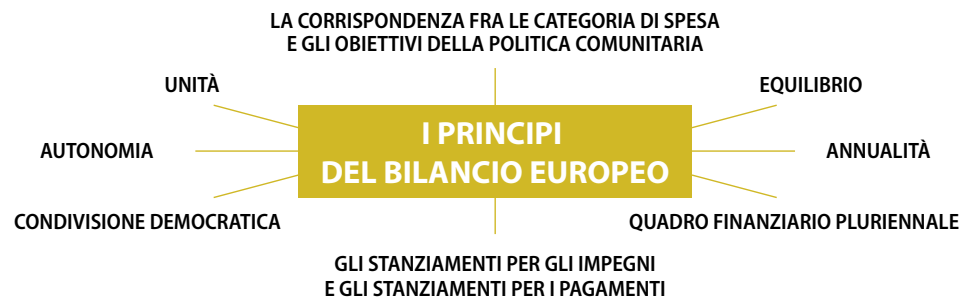 LA CORRISPONDENZA FRA LE CATEGORIA DI SPESA
E GLI OBIETTIVI DELLA POLITICA COMUNITARIA
UNITÀ
EQUILIBRIO
I PRINCIPI
DEL BILANCIO EUROPEO
AUTONOMIA
ANNUALITÀ
CONDIVISIONE DEMOCRATICA
QUADRO FINANZIARIO PLURIENNALE
GLI STANZIAMENTI PER GLI IMPEGNI
E GLI STANZIAMENTI PER I PAGAMENTI